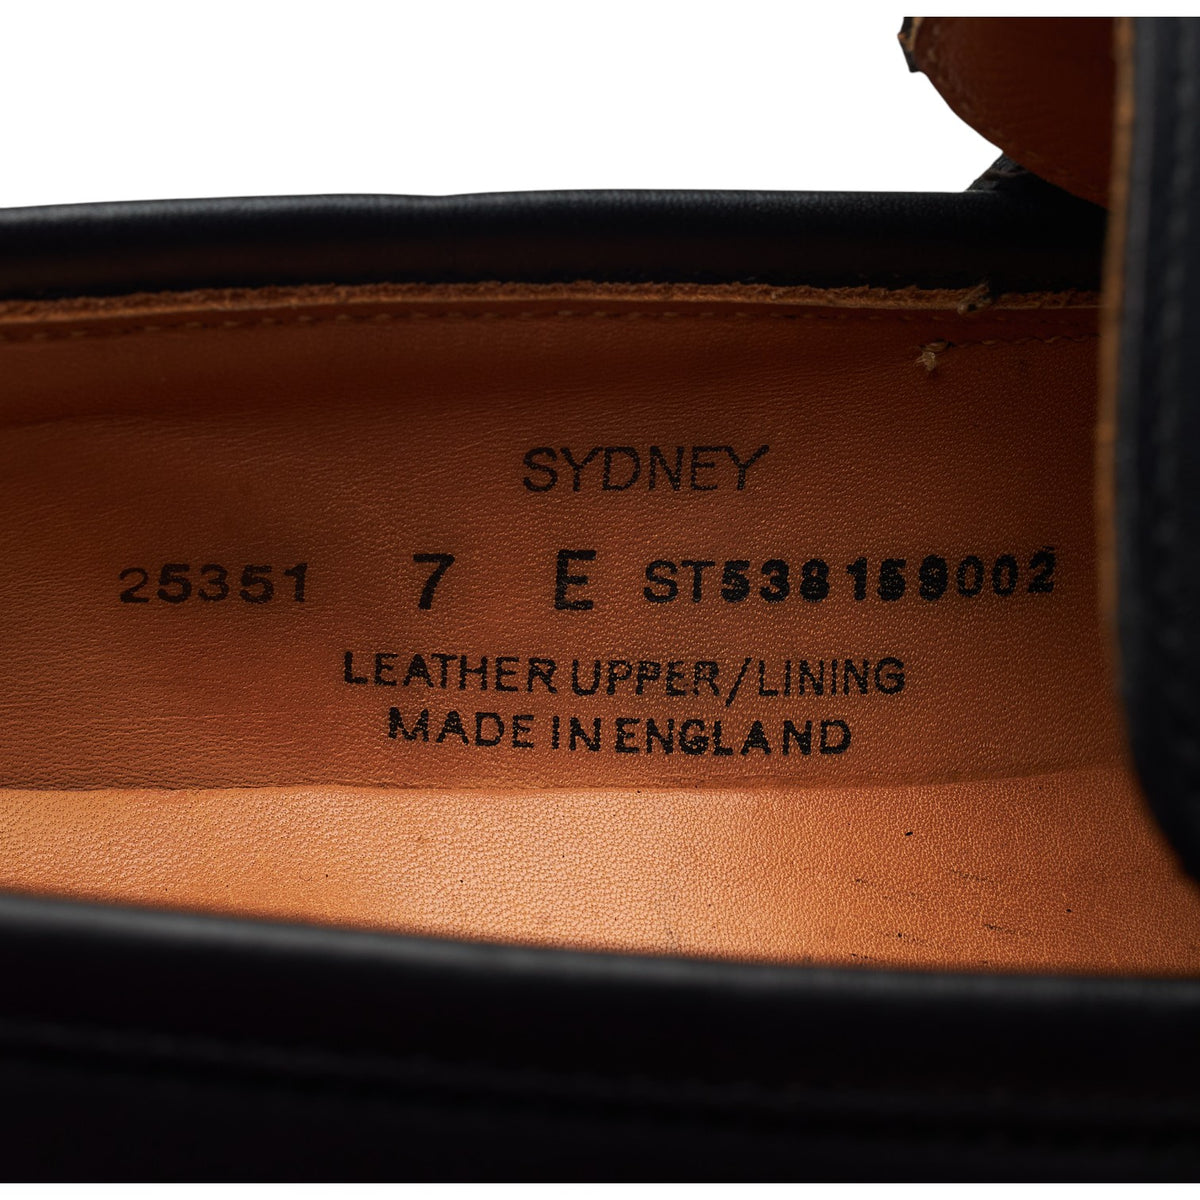 SYDNEY
25351 7 E ST538159002
LEATHER UPPER/LINING
MADE IN ENGLAND